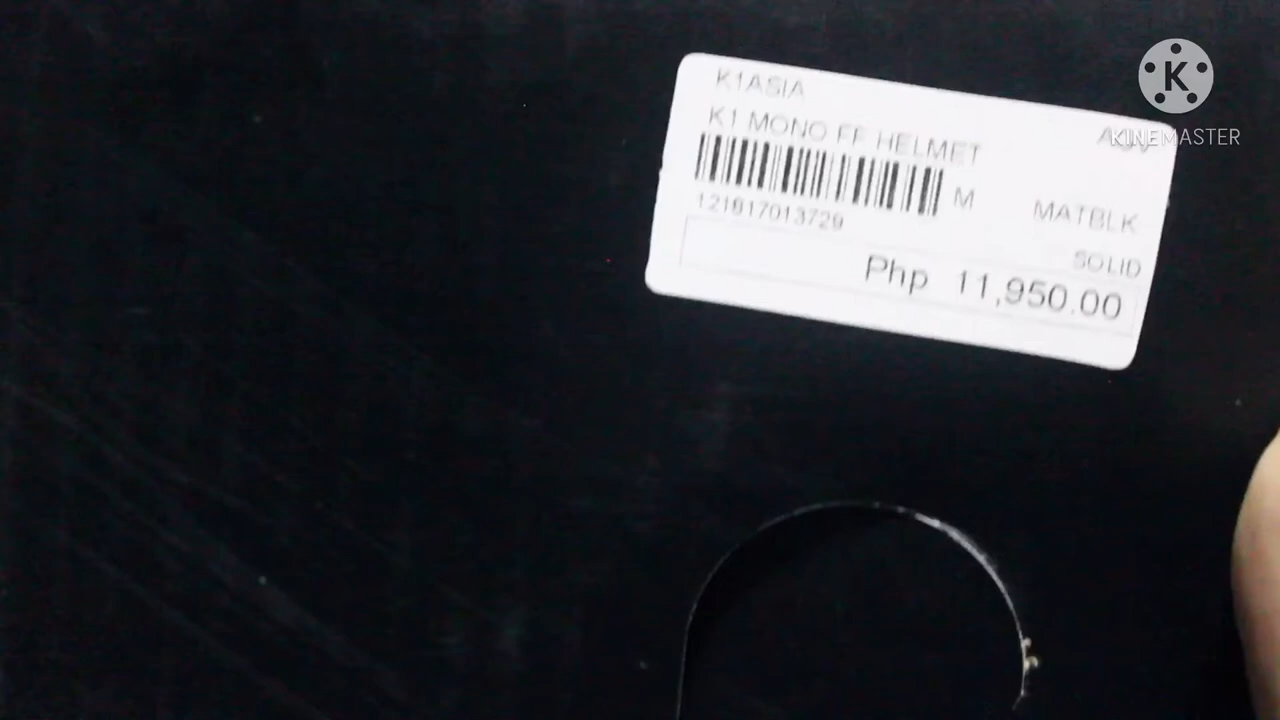 K1ASIA
K1 MONO FF HELMET
M
MATBLK
121817013729
SOLID
Php 11,950.00
K
KINEMASTER